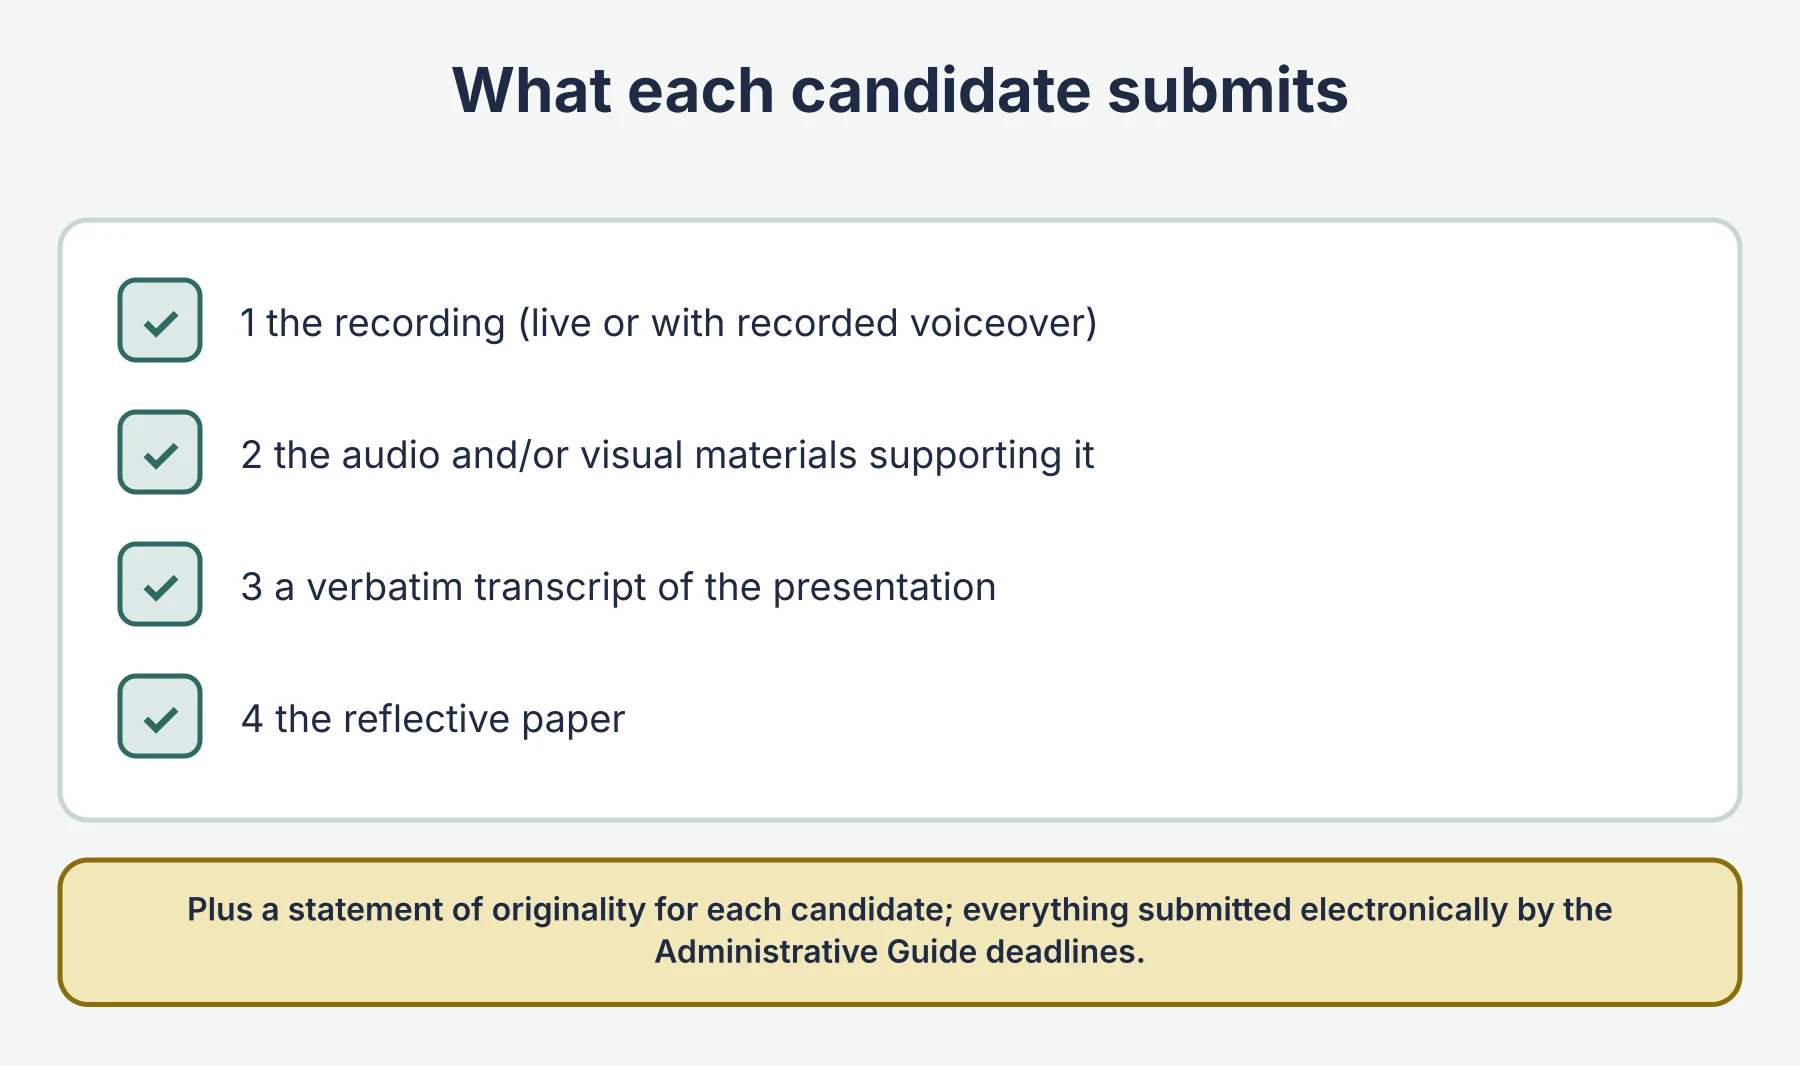 What each candidate submits
1 the recording (live or with recorded voiceover)
2 the audio and/or visual materials supporting it
3 a verbatim transcript of the presentation
4 the reflective paper
Plus a statement of originality for each candidate; everything submitted electronically by the
Administrative Guide deadlines.